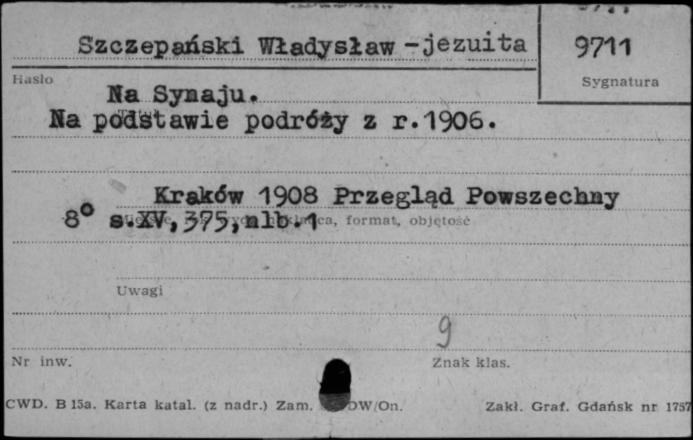 Szczepański Władysław - jezuita
9711
Hasło
Sygnatura
Na Synaju.
Na podstawie podróży z r.1906.
Kraków 1908 Przegląd Powszechny
8° s.XV,375,nlb.1
format, objętość
Uwagi
9
Nr inw.
Znak klas.
CWD. B 15a. Karta katal. (z nadr.) Zam. DW/On.
Zakł. Graf. Gdańsk nr 1757